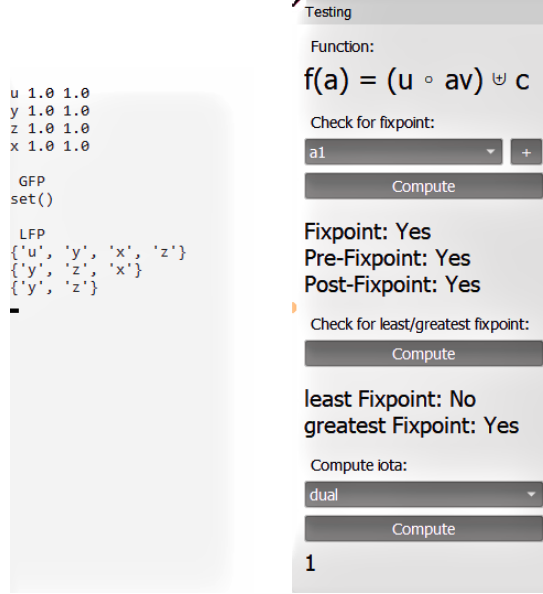 u 1.0 1.0
y 1.0 1.0
z 1.0 1.0
x 1.0 1.0
GFP
set()
LFP
{'u', 'y', 'x', 'z'}
{'y', 'z', 'x'}
{'y', 'z'}
Testing
Function:
f(a) = (u ∘ av) ⊌ c
Check for fixpoint:
a1
+
Compute
Fixpoint: Yes
Pre-Fixpoint: Yes
Post-Fixpoint: Yes
Check for least/greatest fixpoint:
Compute
least Fixpoint: No
greatest Fixpoint: Yes
Compute iota:
dual
Compute
1